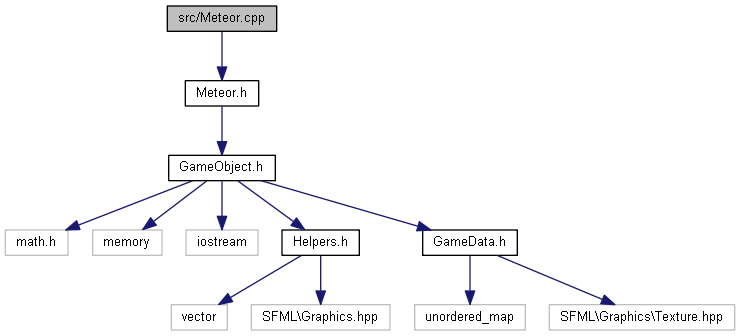 src/Meteor.cpp
Meteor.h
GameObject.h
math.h
memory
iostream
Helpers.h
GameData.h
vector
SFML\Graphics.hpp
unordered_map
SFML\Graphics\Texture.hpp